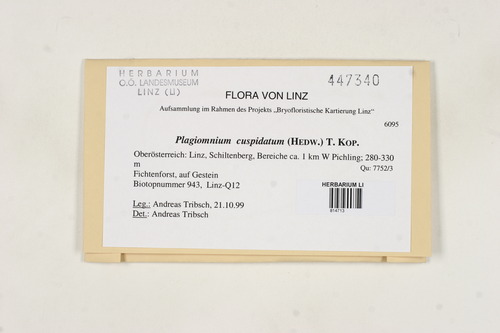 HERBARIUM
O.Ö. LANDESMUSEUM
LINZ (LI)
447340
FLORA VON LINZ
Aufsammlung im Rahmen des Projekts „Bryofloristische Kartierung Linz“
6095
Plagiomnium cuspidatum (HEDW.) T. KOP.
Oberösterreich: Linz, Schiltenberg, Bereiche ca. 1 km W Pichling; 280-330
m
Qu: 7752/3
Fichtenforst, auf Gestein
Biotopnummer 943, Linz-Q12
HERBARIUM LI
814713
Leg.: Andreas Tribsch, 21.10.99
Det.: Andreas Tribsch